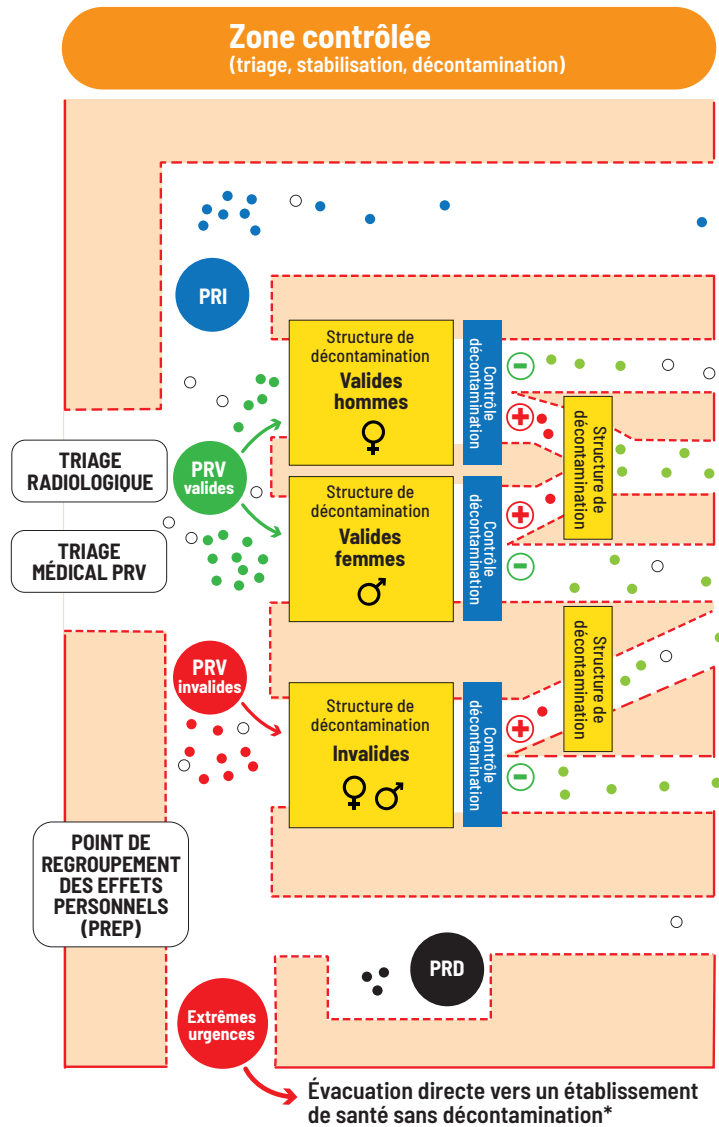 Zone contrôlée
(triage, stabilisation, décontamination)
PRI
Structure de
décontamination
Valides
hommes
Contrôle
décontamination
Structure de
décontamination
TRIAGE
RADIOLOGIQUE
PRV
valides
TRIAGE
MÉDICAL PRV
Structure de
décontamination
Valides
femmes
Contrôle
décontamination
PRV
invalides
Structure de
décontamination
Invalides
Contrôle
décontamination
Structure de
décontamination
POINT DE
REGROUPEMENT
DES EFFETS
PERSONNELS
(PREP)
PRD
Extrêmes
urgences
Évacuation directe vers un établissement
de santé sans décontamination*